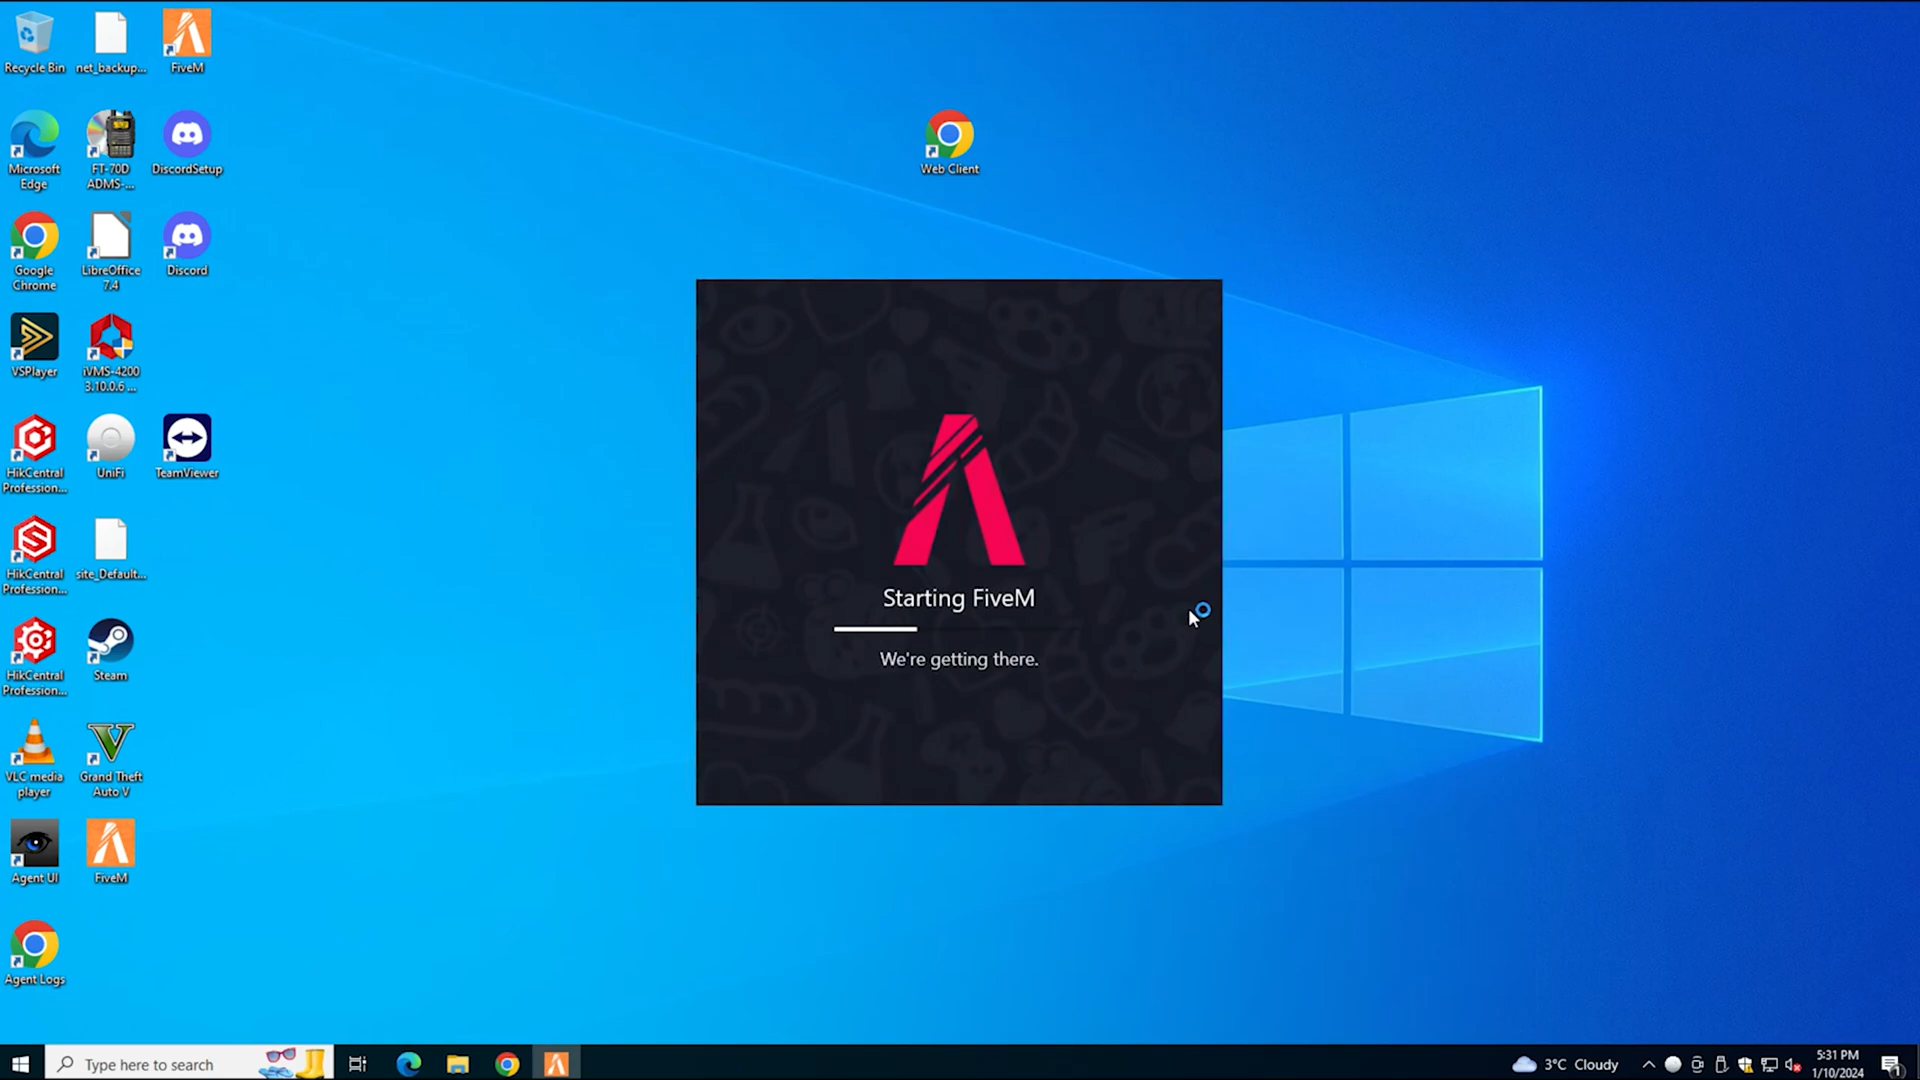 Recycle Bin
net_backup...
FiveM
Microsoft
Edge
FT-70D
ADMS-...
DiscordSetup
Google
Chrome
LibreOffice
7.4
Discord
VSPlayer
iVMS-4200
3.10.0.6 ...
HikCentral
Profession...
UniFi
TeamViewer
HikCentral
Profession...
site_Default...
HikCentral
Profession...
Steam
VLC media
player
Grand Theft
Auto V
Agent UI
FiveM
Agent Logs
Web Client
Starting FiveM
We're getting there.
Type here to search
3°C Cloudy
5:31 PM
1/10/2024
1